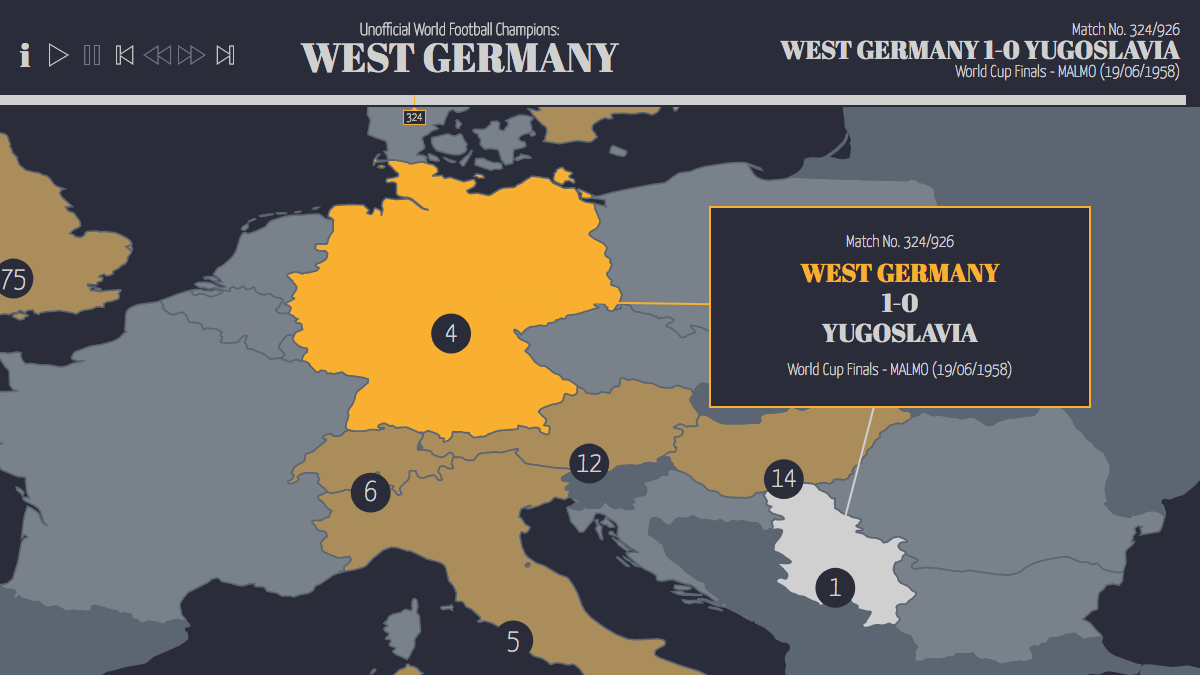 i
Unofficial World Football Champions:
WEST GERMANY
Match No. 324/926
WEST GERMANY 1-0 YUGOSLAVIA
World Cup Finals - MALMO (19/06/1958)
324
Match No. 324/926
WEST GERMANY
1-0
YUGOSLAVIA
World Cup Finals - MALMO (19/06/1958)
75
4
12
14
6
1
5